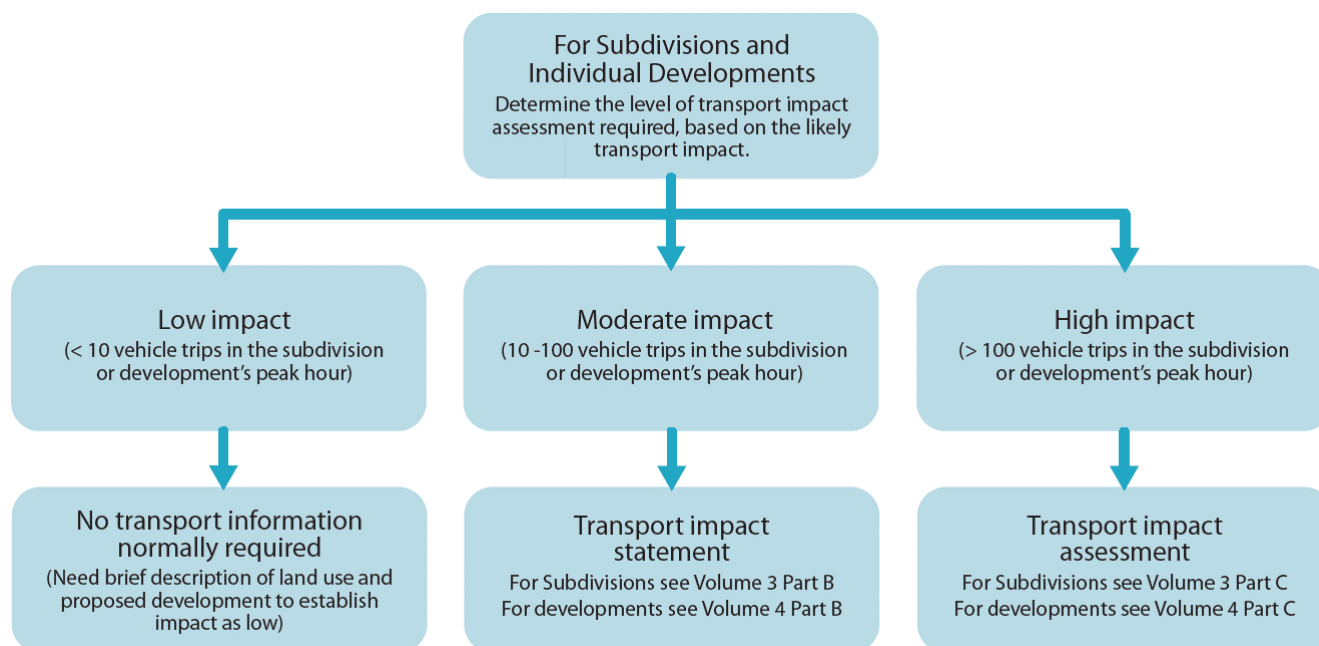 For Subdivisions and
Individual Developments
Determine the level of transport impact
assessment required, based on the likely
transport impact.
Low impact
(< 10 vehicle trips in the subdivision
or development's peak hour)
Moderate impact
(10 -100 vehicle trips in the subdivision
or development's peak hour)
High impact
(> 100 vehicle trips in the subdivision
or development's peak hour)
No transport information
normally required
(Need brief description of land use and
proposed development to establish
impact as low)
Transport impact
statement
For Subdivisions see Volume 3 Part B
For developments see Volume 4 Part B
Transport impact
assessment
For Subdivisions see Volume 3 Part C
For developments see Volume 4 Part C